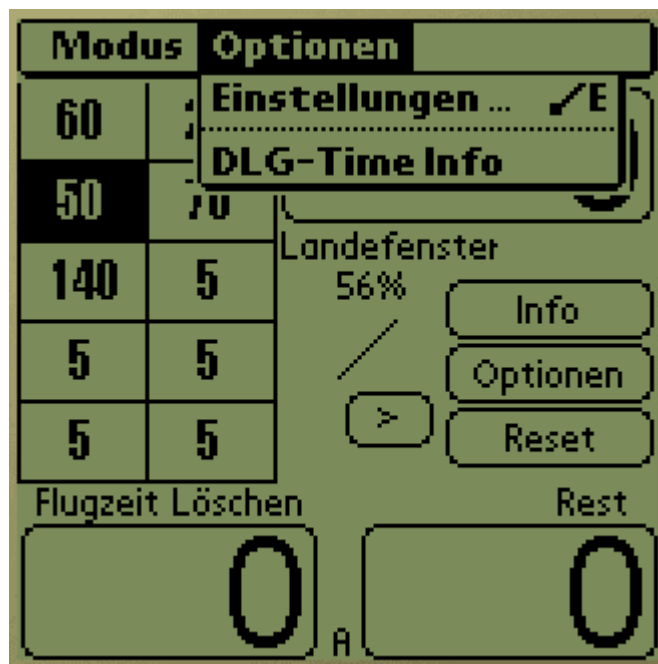 Modus Optionen
Einstellungen ... /E
DLG-Time Info
60
50 70
Landefenster
140 5 56%
Info
5 5 Optionen
>
5 5 Reset
Flugzeit Löschen Rest
0 A 0